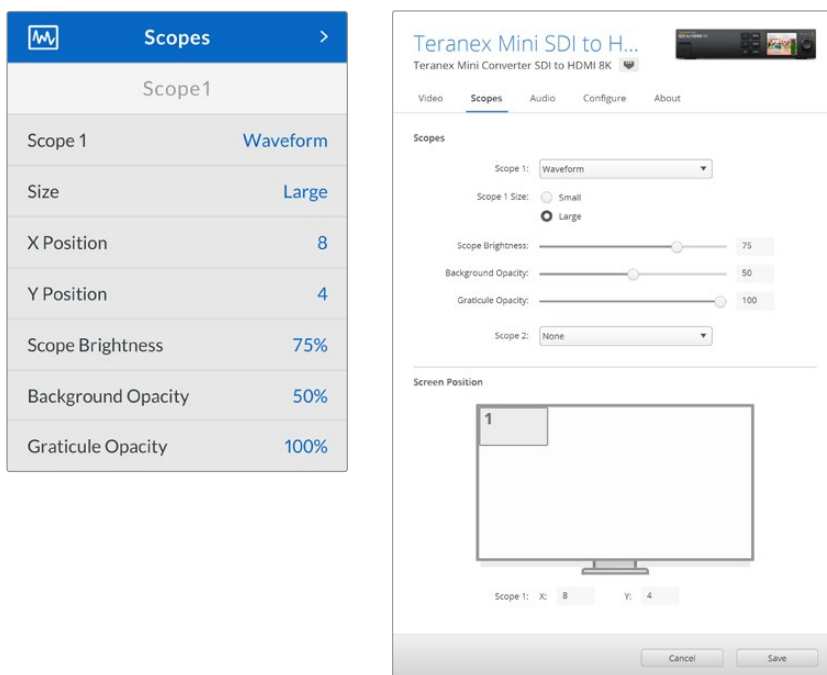 Scopes
Scope1
Scope 1 Waveform
Size Large
X Position 8
Y Position 4
Scope Brightness 75%
Background Opacity 50%
Graticule Opacity 100%
Teranex Mini SDI to H...
Teranex Mini Converter SDI to HDMI 8K
Video Scopes Audio Configure About
Scopes
Scope 1: Waveform
Scope 1 Size: Small
Large
Scope Brightness: 75
Background Opacity: 50
Graticule Opacity: 100
Scope 2: None
Screen Position
1
Scope 1: X: 8 Y: 4
Cancel Save